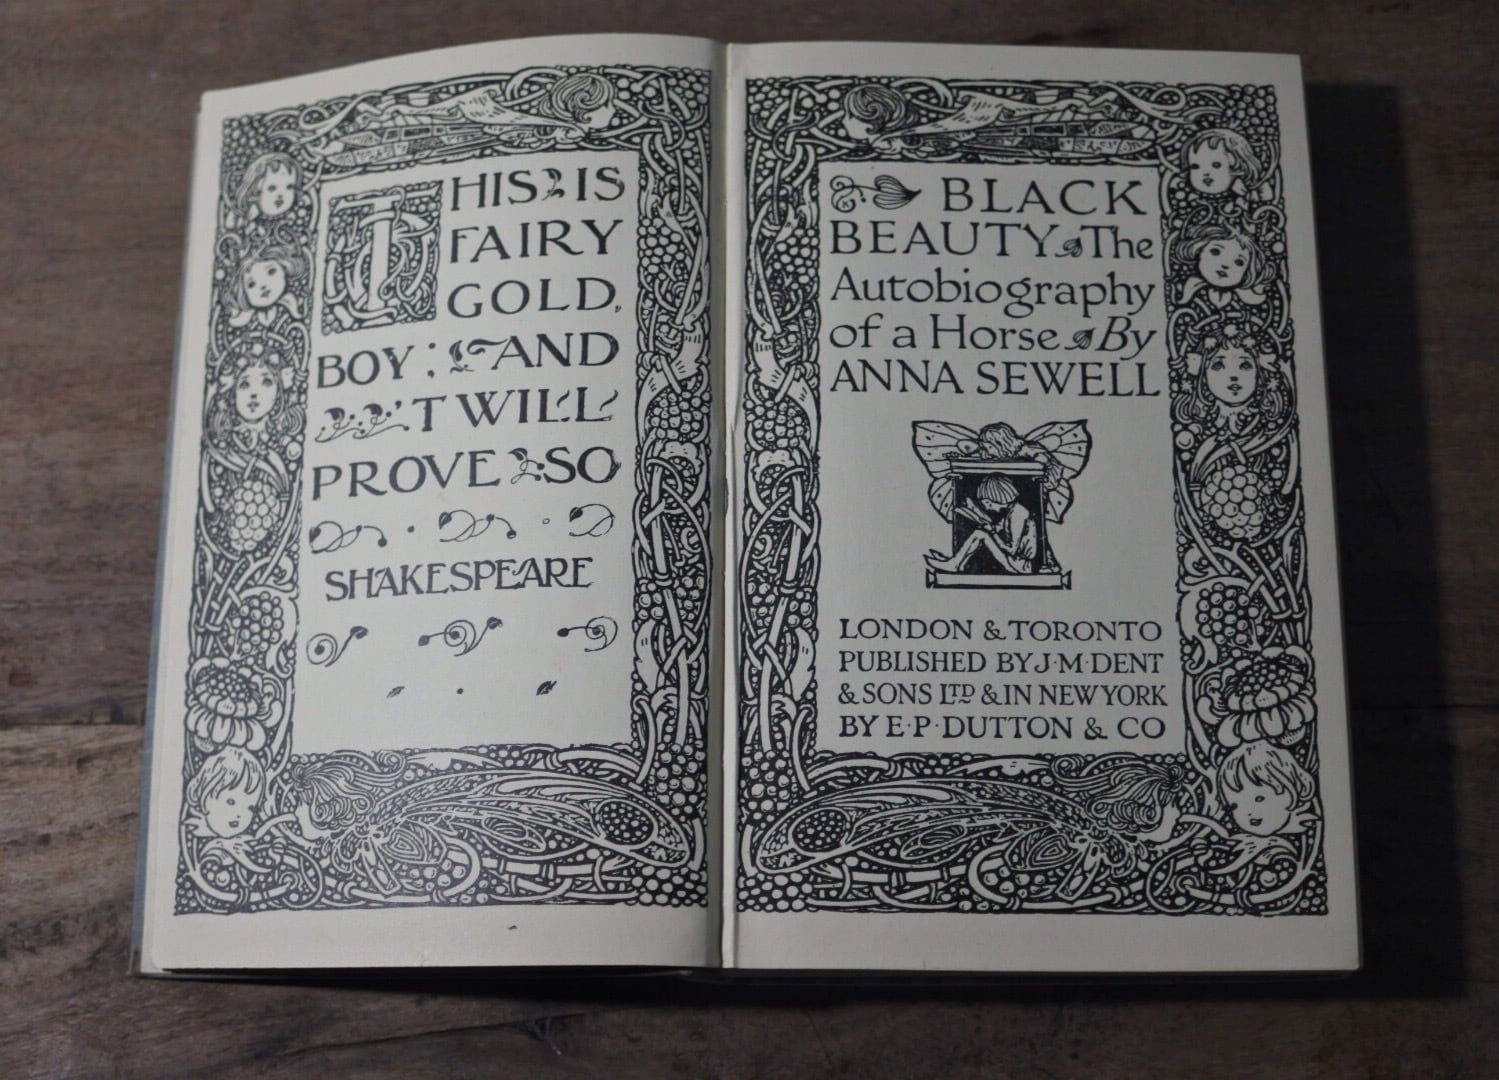 THIS IS
FAIRY
GOLD,
BOY; AND
'T WILL
PROVE SO
SHAKESPEARE
BLACK
BEAUTY The
Autobiography
of a Horse By
ANNA SEWELL
LONDON & TORONTO
PUBLISHED BY J·M·DENT
& SONS LTD & IN NEW YORK
BY E·P·DUTTON & CO